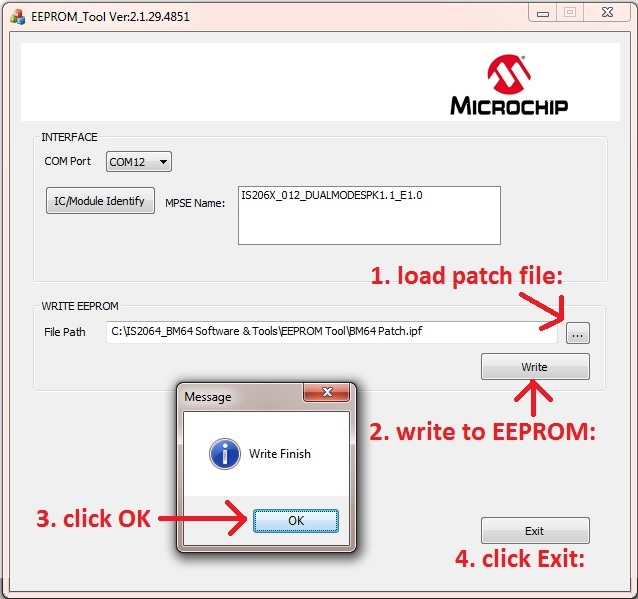 EEPROM_Tool Ver:2.1.29.4851
MICROCHIP
INTERFACE
COM Port COM12
IC/Module Identify MPSE Name: IS206X_012_DUALMODESPK1.1_E1.0
1. load patch file:
WRITE EEPROM
File Path C:\IS2064_BM64 Software & Tools\EEPROM Tool\BM64 Patch.ipf ...
Write
2. write to EEPROM:
Message
Write Finish
3. click OK
OK
Exit
4. click Exit: